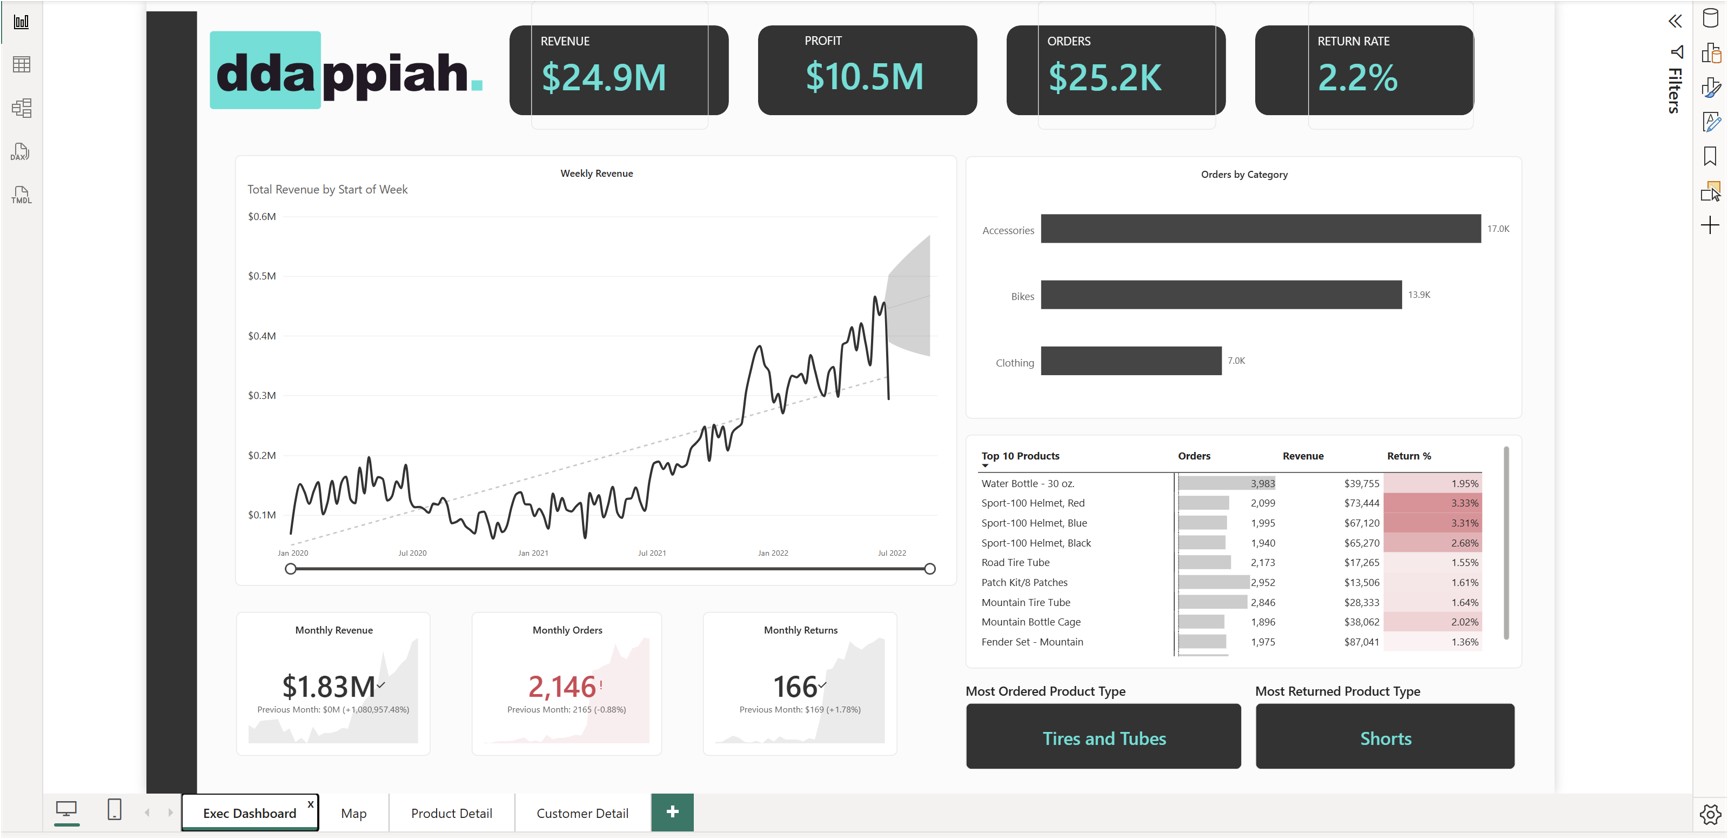 ddappiah.
REVENUE
$24.9M
PROFIT
$10.5M
ORDERS
$25.2K
RETURN RATE
2.2%
Filters
DAX
TMDL
Weekly Revenue
Total Revenue by Start of Week
$0.6M
$0.5M
$0.4M
$0.3M
$0.2M
$0.1M
Jan 2020 Jul 2020 Jan 2021 Jul 2021 Jan 2022 Jul 2022
Orders by Category
Accessories 17.0K
Bikes 13.9K
Clothing 7.0K
Top 10 Products Orders Revenue Return %
Water Bottle - 30 oz. 3,983 $39,755 1.95%
Sport-100 Helmet, Red 2,099 $73,444 3.33%
Sport-100 Helmet, Blue 1,995 $67,120 3.31%
Sport-100 Helmet, Black 1,940 $65,270 2.68%
Road Tire Tube 2,173 $17,265 1.55%
Patch Kit/8 Patches 2,952 $13,506 1.61%
Mountain Tire Tube 2,846 $28,333 1.64%
Mountain Bottle Cage 1,896 $38,062 2.02%
Fender Set - Mountain 1,975 $87,041 1.36%
Monthly Revenue
$1.83M
Previous Month: $0M (+1,080,957.48%)
Monthly Orders
2,146!
Previous Month: 2165 (-0.88%)
Monthly Returns
166
Previous Month: $169 (+1.78%)
Most Ordered Product Type
Tires and Tubes
Most Returned Product Type
Shorts
Exec Dashboard x Map Product Detail Customer Detail +